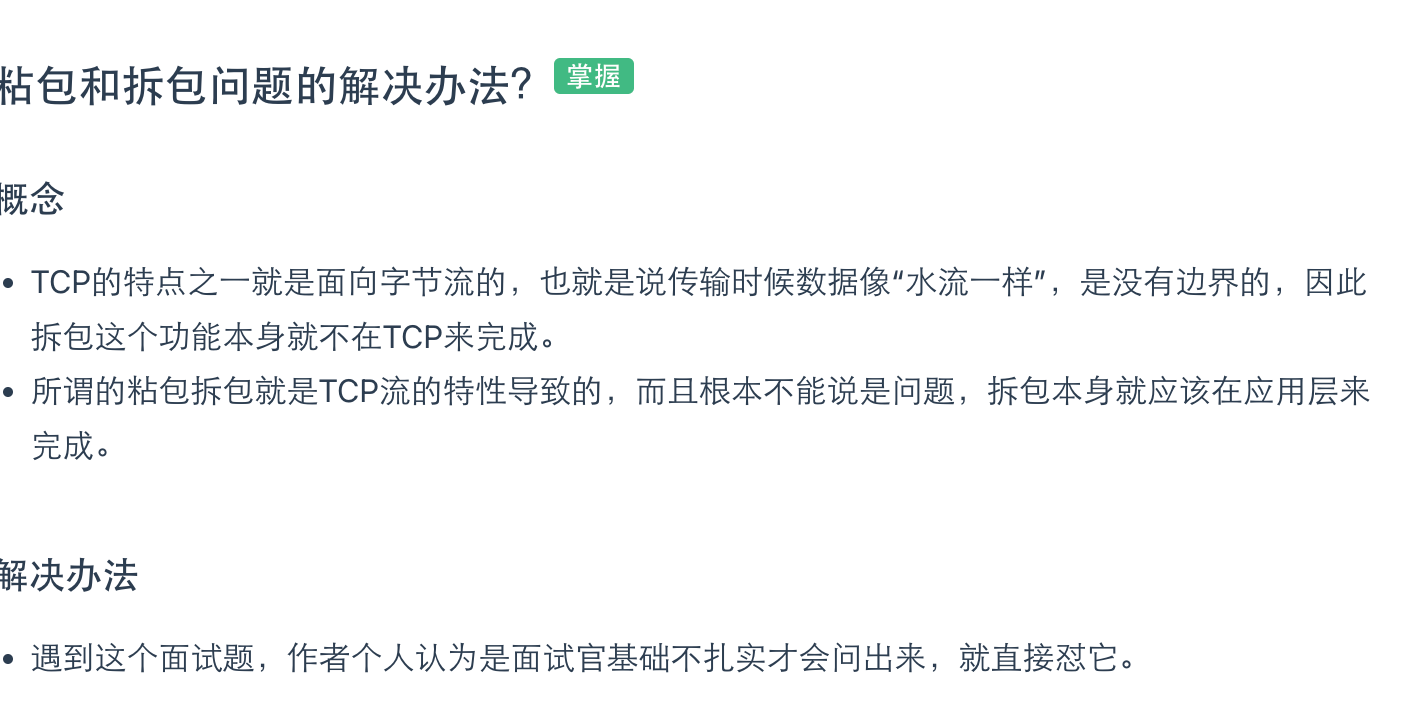 粘包和拆包问题的解决办法? 掌握
概念
• TCP的特点之一就是面向字节流的，也就是说传输时候数据像“水流一样”，是没有边界的，因此
拆包这个功能本身就不在TCP来完成。
• 所谓的粘包拆包就是TCP流的特性导致的，而且根本不能说是问题，拆包本身就应该在应用层来
完成。
解决办法
• 遇到这个面试题，作者个人认为是面试官基础不扎实才会问出来，就直接怼它。